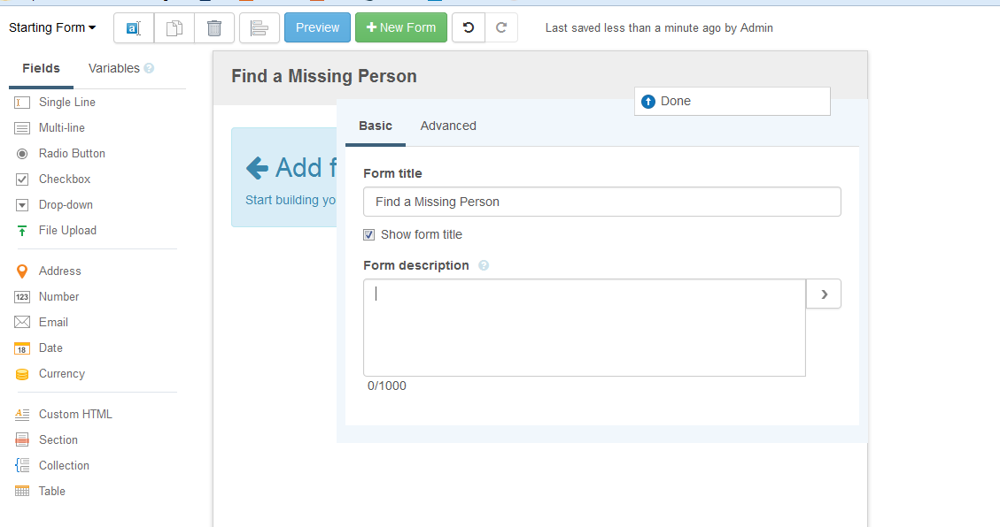 Starting Form
a
Preview
New Form
Last saved less than a minute ago by Admin
Fields
Variables ?
Single Line
Multi-line
Radio Button
Checkbox
Drop-down
File Upload
Address
123 Number
Email
18 Date
Currency
A Custom HTML
Section
Collection
Table
Find a Missing Person
Done
Add f
Start building yo
Basic
Advanced
Form title
Find a Missing Person
Show form title
Form description ?
0/1000